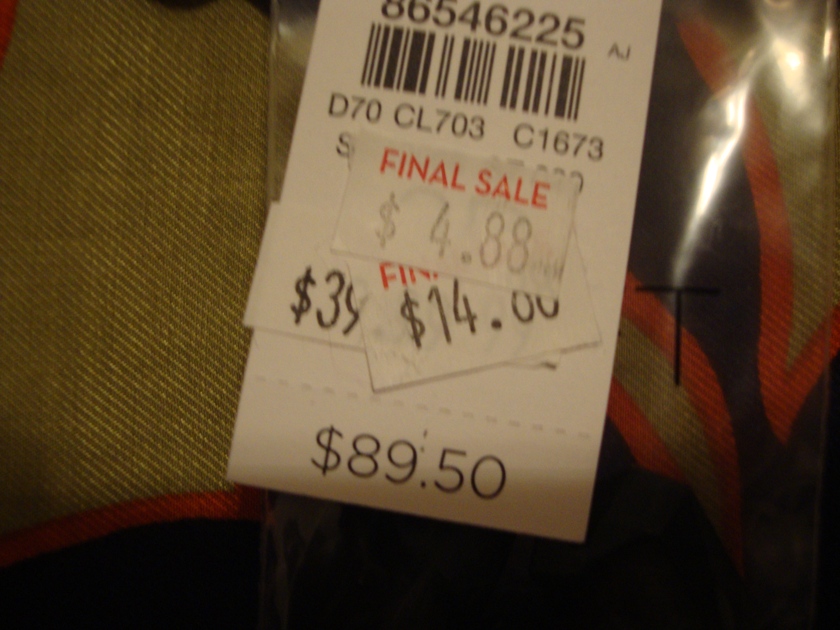 86546225
AJ
D70 CL703 C1673
FINAL SALE
$ 4.88
$14.00
$89.50